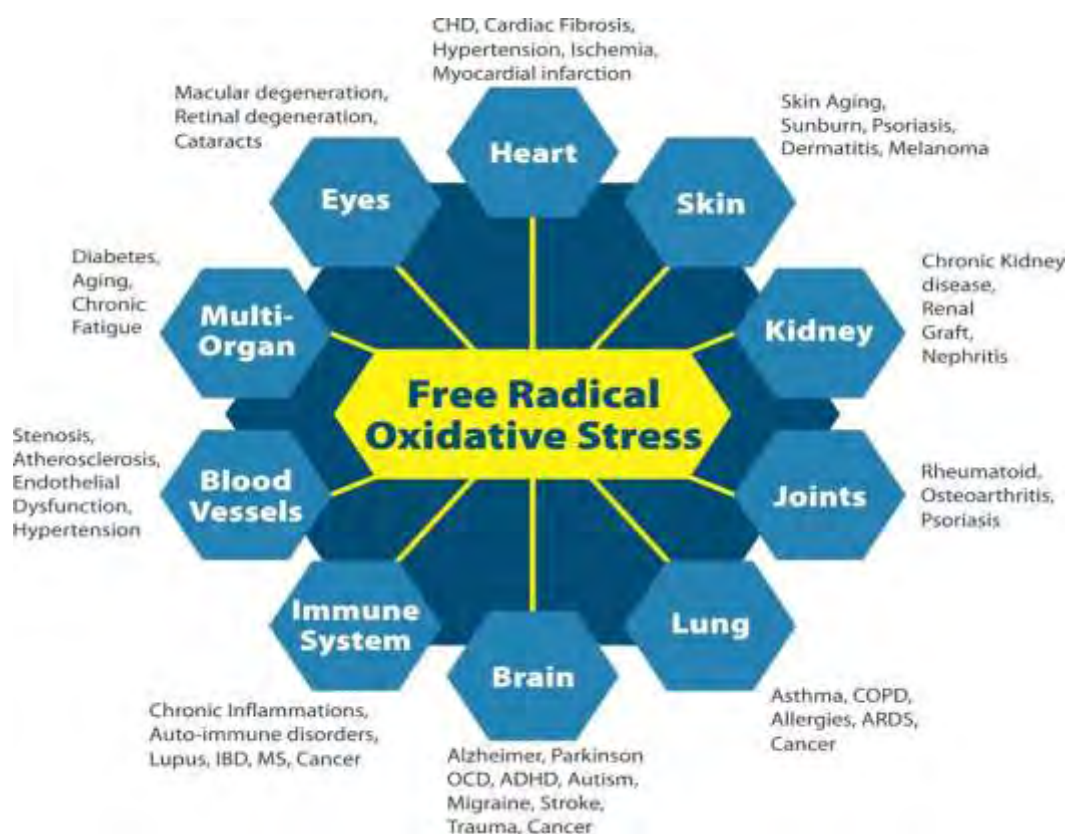 CHD, Cardiac Fibrosis,
Hypertension, Ischemia,
Myocardial infarction
Heart
Macular degeneration,
Retinal degeneration,
Cataracts
Eyes
Skin Aging,
Sunburn, Psoriasis,
Dermatitis, Melanoma
Skin
Diabetes,
Aging,
Chronic
Fatigue
Multi-
Organ
Chronic Kidney
disease,
Renal
Graft,
Nephritis
Kidney
Free Radical
Oxidative Stress
Stenosis,
Atherosclerosis,
Endothelial
Dysfunction,
Hypertension
Blood
Vessels
Joints
Rheumatoid,
Osteoarthritis,
Psoriasis
Immune
System
Chronic Inflammations,
Auto-immune disorders,
Lupus, IBD, MS, Cancer
Brain
Alzheimer, Parkinson
OCD, ADHD, Autism,
Migraine, Stroke,
Trauma, Cancer
Lung
Asthma, COPD,
Allergies, ARDS,
Cancer